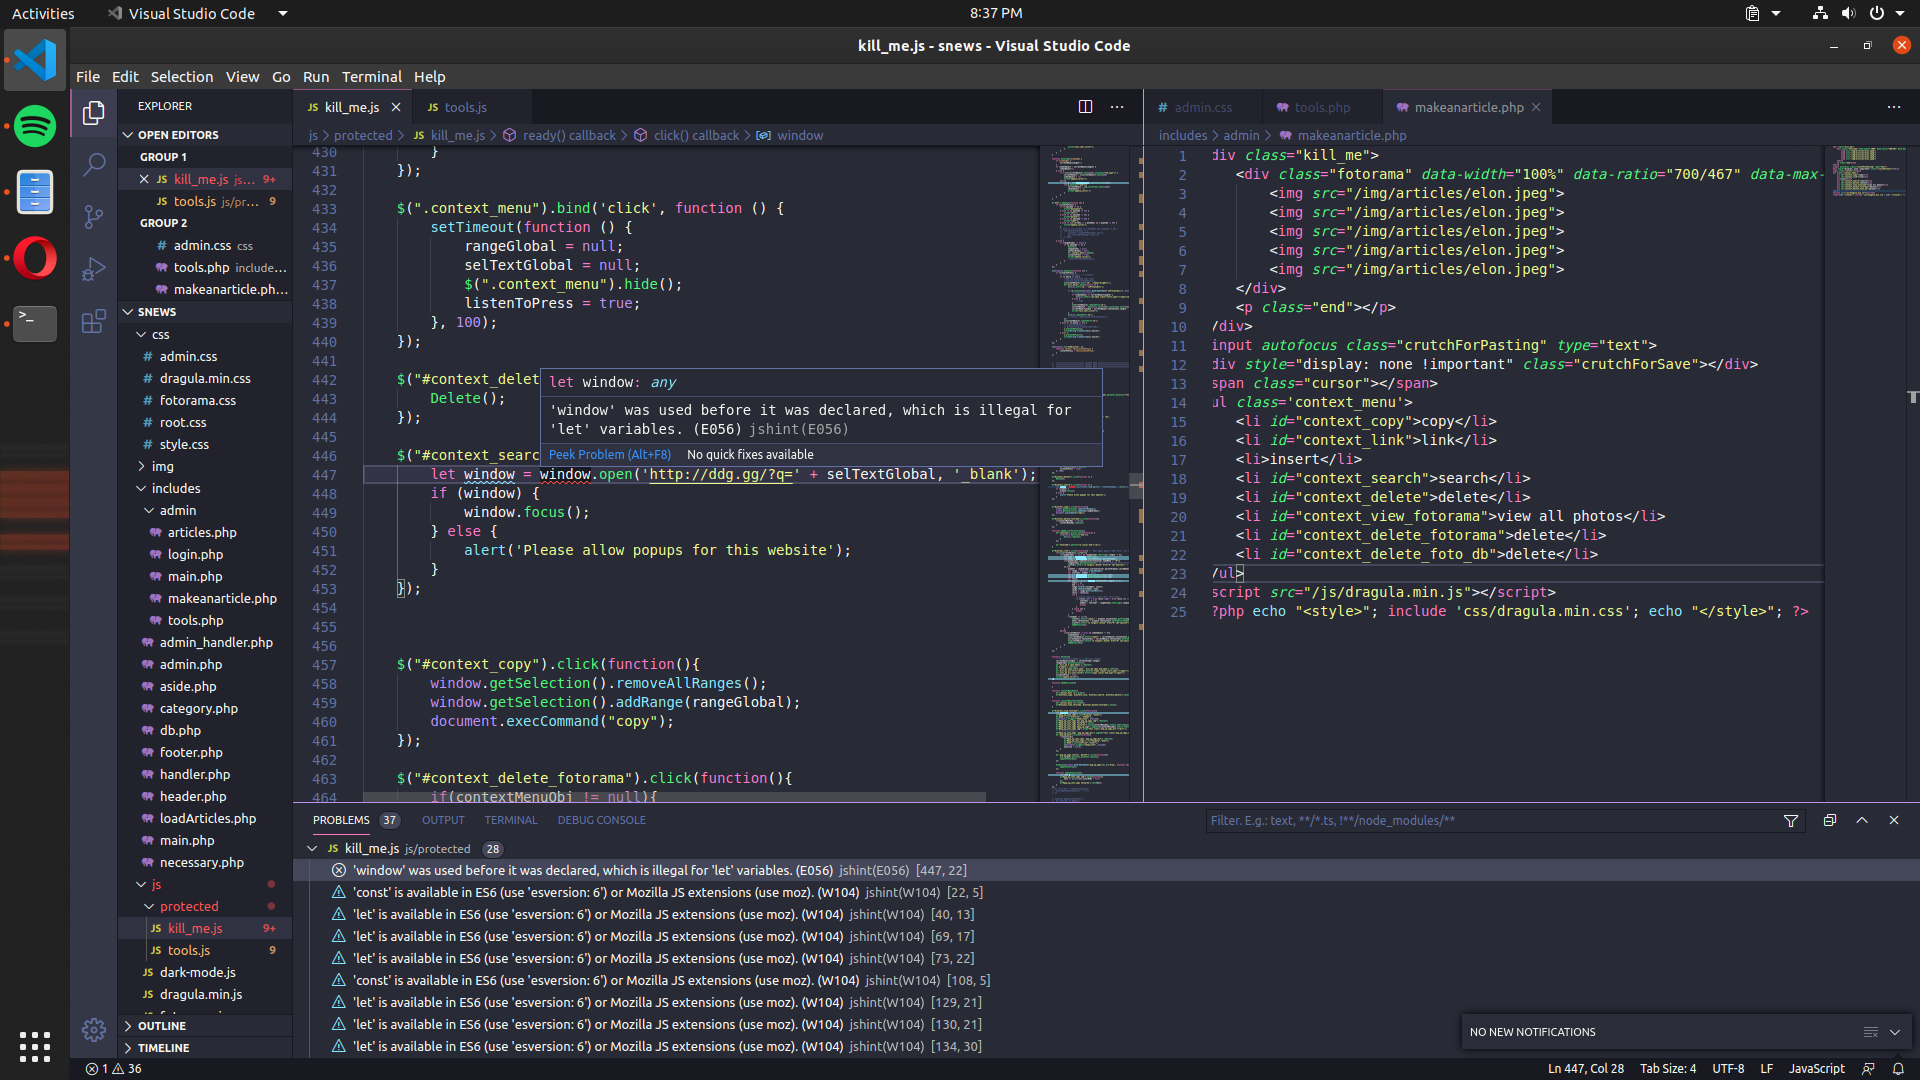 Activities
Visual Studio Code
8:37 PM
kill_me.js - snews - Visual Studio Code
File Edit Selection View Go Run Terminal Help
EXPLORER
OPEN EDITORS
GROUP 1
kill_me.js js... 9+
tools.js js/pr... 9
GROUP 2
admin.css css
tools.php include...
makeanarticle.ph...
SNEWS
css
admin.css
dragula.min.css
fotorama.css
root.css
style.css
img
includes
admin
articles.php
login.php
main.php
makeanarticle.php
tools.php
admin_handler.php
admin.php
aside.php
category.php
db.php
footer.php
handler.php
header.php
loadArticles.php
main.php
necessary.php
js
protected
kill_me.js 9+
tools.js 9
dark-mode.js
dragula.min.js
OUTLINE
TIMELINE
kill_me.js
tools.js
js > protected > JS kill_me.js > ready() callback > click() callback > window
430 }
431 });
432
433 $(".context_menu").bind('click', function () {
434 setTimeout(function () {
435 rangeGlobal = null;
436 selTextGlobal = null;
437 $(".context_menu").hide();
438 listenToPress = true;
439 }, 100);
440 });
441
442 $("#context_delet
443 Delete();
444 });
445
446 $("#context_searc
447 let window = window.open('http://ddg.gg/?q=' + selTextGlobal, '_blank');
448 if (window) {
449 window.focus();
450 } else {
451 alert('Please allow popups for this website');
452 }
453 });
454
455
456
457 $("#context_copy").click(function(){
458 window.getSelection().removeAllRanges();
459 window.getSelection().addRange(rangeGlobal);
460 document.execCommand("copy");
461 });
462
463 $("#context_delete_fotorama").click(function(){
464 if(contextMenuObj != null){
let window: any
'window' was used before it was declared, which is illegal for
'let' variables. (E056) jshint(E056)
Peek Problem (Alt+F8) No quick fixes available
admin.css
tools.php
makeanarticle.php
includes > admin > makeanarticle.php
1 div class="kill_me">
2 <div class="fotorama" data-width="100%" data-ratio="700/467" data-max-
3 <img src="/img/articles/elon.jpeg">
4 <img src="/img/articles/elon.jpeg">
5 <img src="/img/articles/elon.jpeg">
6 <img src="/img/articles/elon.jpeg">
7 <img src="/img/articles/elon.jpeg">
8 </div>
9 <p class="end"></p>
10 /div>
11 input autofocus class="crutchForPasting" type="text">
12 div style="display: none !important" class="crutchForSave"></div>
13 span class="cursor"></span>
14 ul class='context_menu'>
15 <li id="context_copy">copy</li>
16 <li id="context_link">link</li>
17 <li>insert</li>
18 <li id="context_search">search</li>
19 <li id="context_delete">delete</li>
20 <li id="context_view_fotorama">view all photos</li>
21 <li id="context_delete_fotorama">delete</li>
22 <li id="context_delete_foto_db">delete</li>
23 /ul>
24 script src="/js/dragula.min.js"></script>
25 ?php echo "<style>"; include 'css/dragula.min.css'; echo "</style>"; ?>
PROBLEMS 37 OUTPUT TERMINAL DEBUG CONSOLE
Filter. E.g.: text, **/*.ts, !**/node_modules/**
JS kill_me.js js/protected 28
'window' was used before it was declared, which is illegal for 'let' variables. (E056) jshint(E056) [447, 22]
'const' is available in ES6 (use 'esversion: 6') or Mozilla JS extensions (use moz). (W104) jshint(W104) [22, 5]
'let' is available in ES6 (use 'esversion: 6') or Mozilla JS extensions (use moz). (W104) jshint(W104) [40, 13]
'let' is available in ES6 (use 'esversion: 6') or Mozilla JS extensions (use moz). (W104) jshint(W104) [69, 17]
'let' is available in ES6 (use 'esversion: 6') or Mozilla JS extensions (use moz). (W104) jshint(W104) [73, 22]
'const' is available in ES6 (use 'esversion: 6') or Mozilla JS extensions (use moz). (W104) jshint(W104) [108, 5]
'let' is available in ES6 (use 'esversion: 6') or Mozilla JS extensions (use moz). (W104) jshint(W104) [129, 21]
'let' is available in ES6 (use 'esversion: 6') or Mozilla JS extensions (use moz). (W104) jshint(W104) [130, 21]
'let' is available in ES6 (use 'esversion: 6') or Mozilla JS extensions (use moz). (W104) jshint(W104) [134, 30]
NO NEW NOTIFICATIONS
1 36
Ln 447, Col 28 Tab Size: 4 UTF-8 LF JavaScript